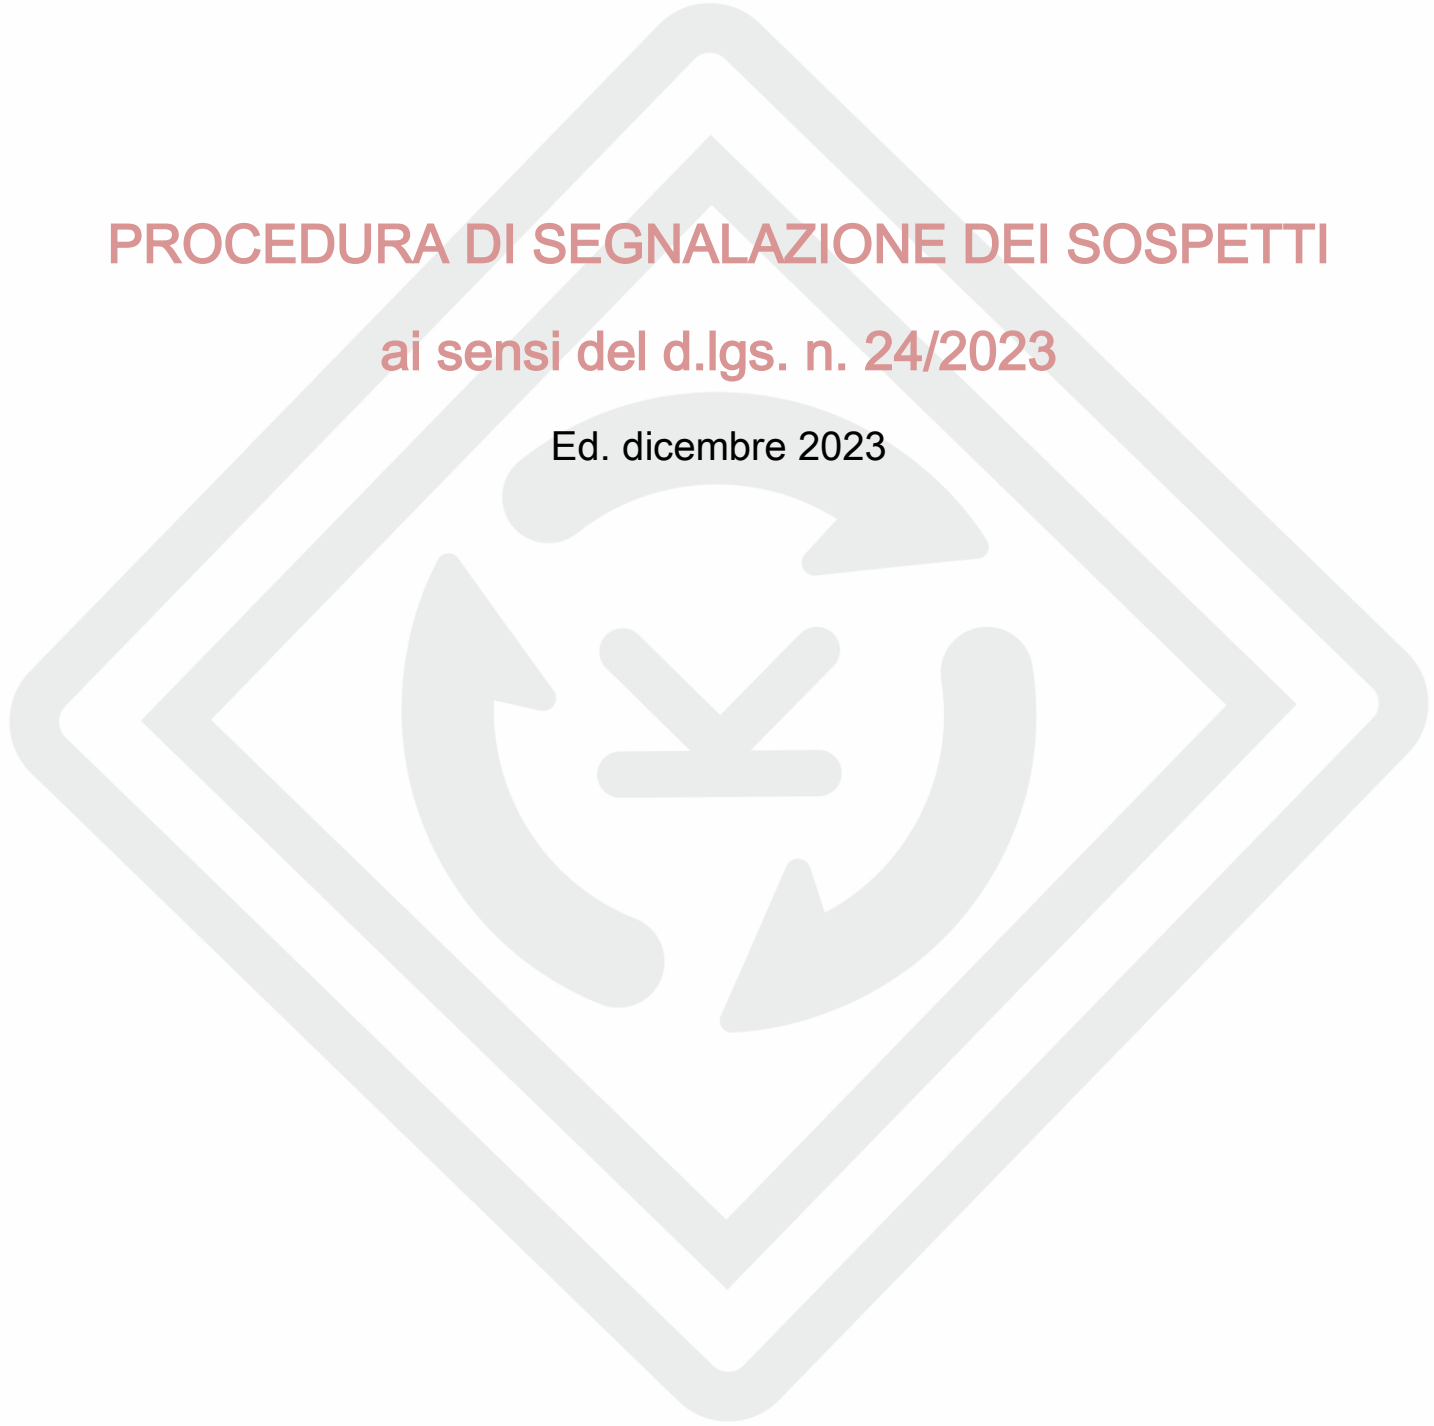 PROCEDURA DI SEGNALAZIONE DEI SOSPETTI
ai sensi del d.lgs. n. 24/2023
Ed. dicembre 2023